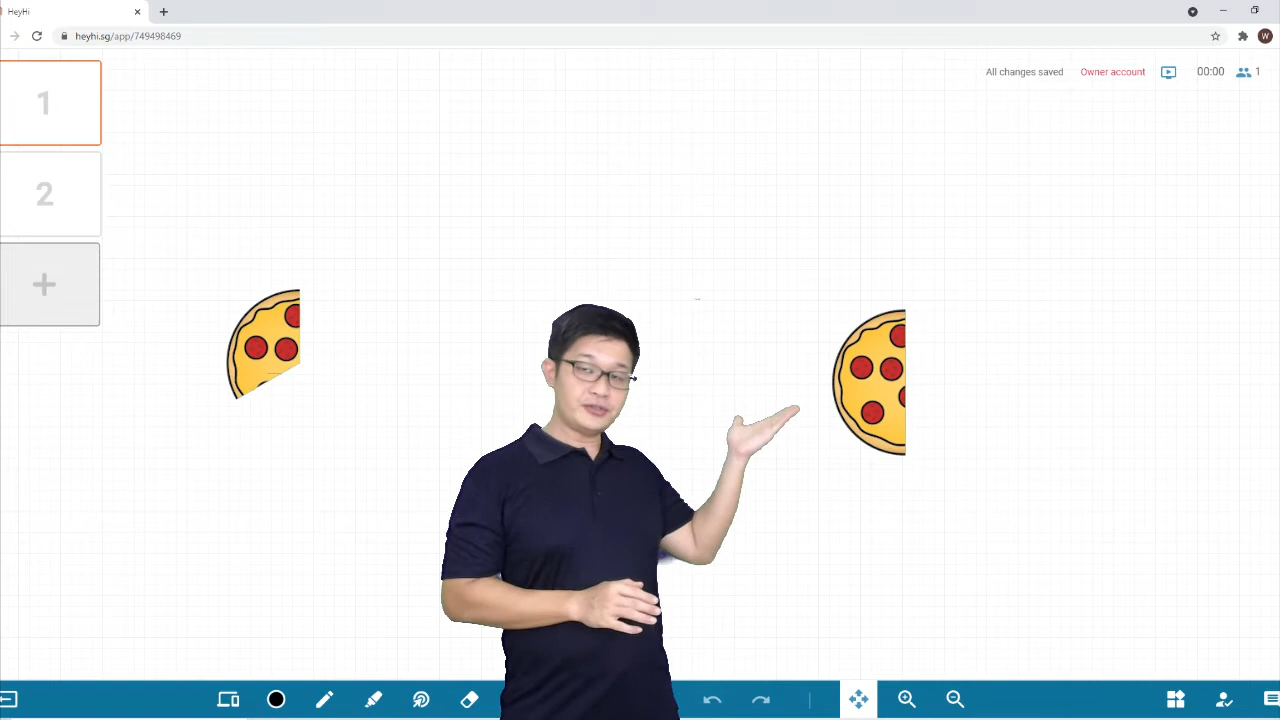 HeyHi
heyhi.sg/app/749498469
W
All changes saved Owner account 00:00 1
1
2